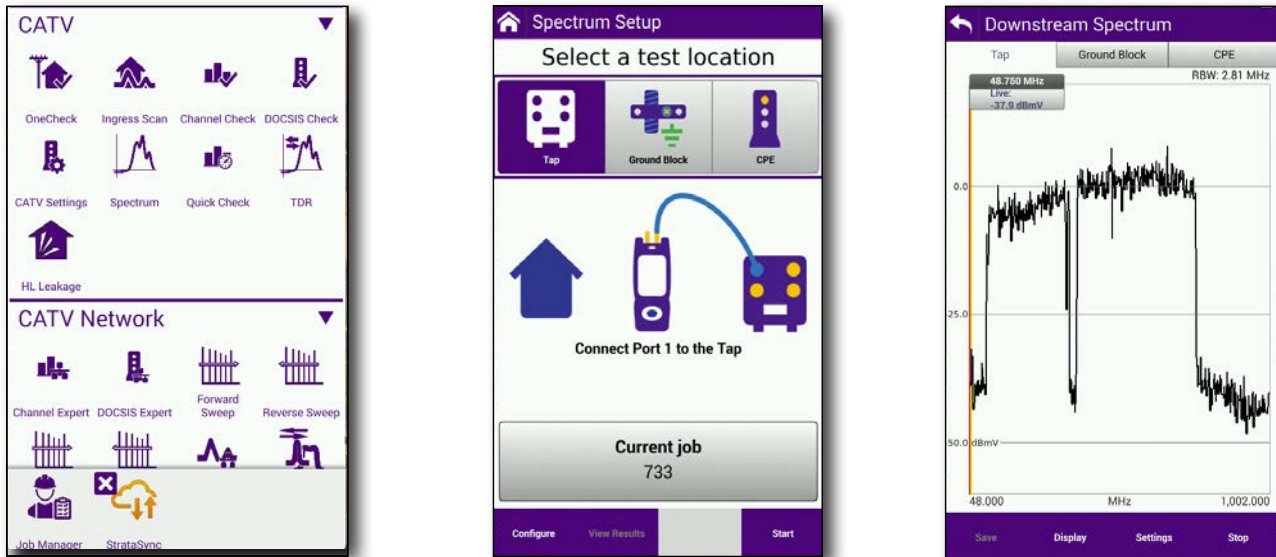 CATV
OneCheck Ingress Scan Channel Check DOCSIS Check
CATV Settings Spectrum Quick Check TDR
HL Leakage
CATV Network
Channel Expert DOCSIS Expert Forward Sweep Reverse Sweep
Job Manager StrataSync
Spectrum Setup
Select a test location
Tap Ground Block CPE
Connect Port 1 to the Tap
Current job
733
Configure View Results Start
Downstream Spectrum
Tap Ground Block CPE
48.750 MHz
RBW: 2.81 MHz
Live:
-37.9 dBmV
0.0
-25.0
-50.0 dBmV
48.000 MHz 1,002.000
Save Display Settings Stop